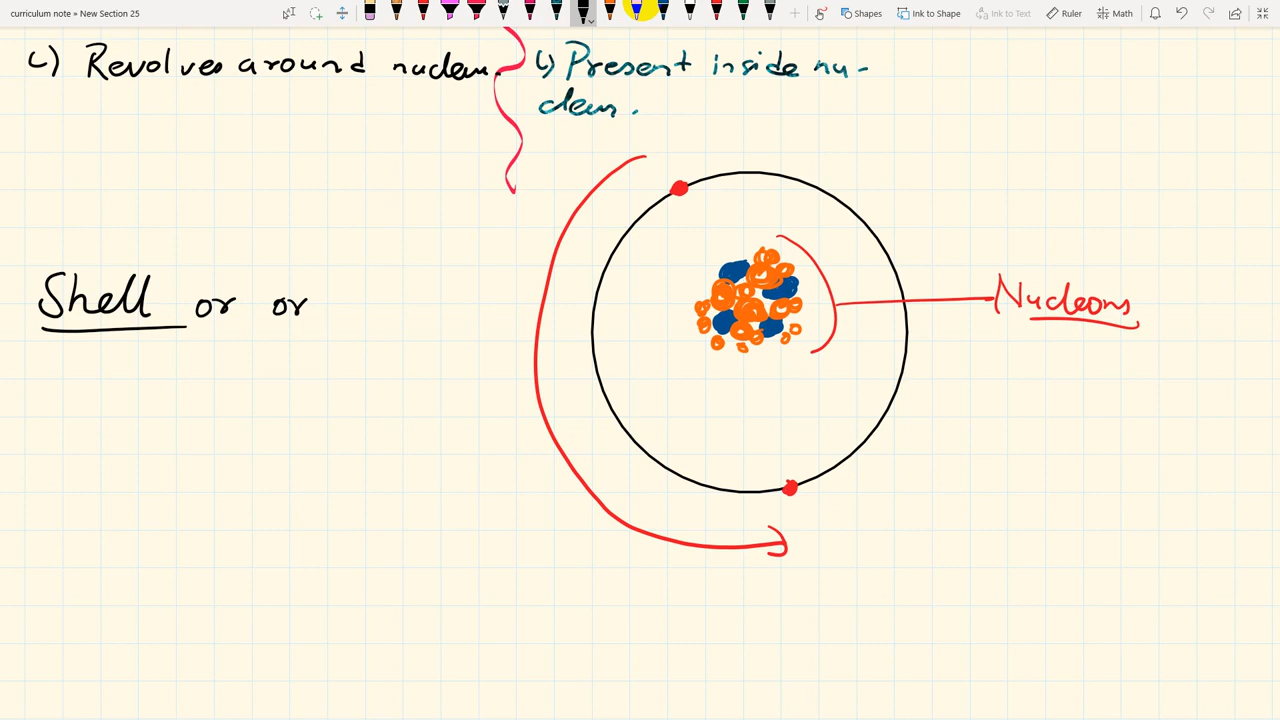 curriculum note » New Section 25
Shapes
Ink to Shape
Ink to Text
Ruler
Math
c) Revolves around nucleus.
c) Present inside nu-
cleus.
Shell or or
Nucleons